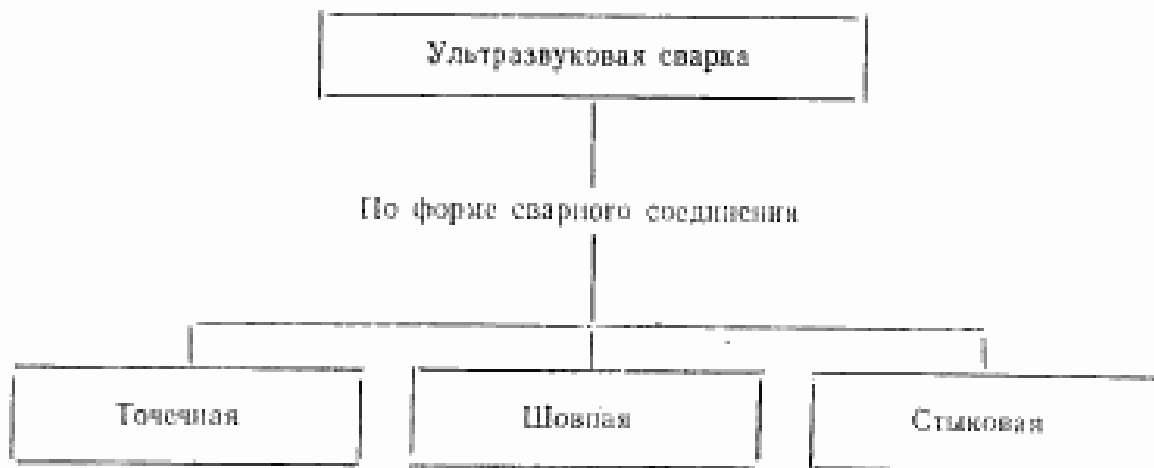 Ультразвуковая сварка
По форме сварного соединения
Точечная
Шовная
Стыковая